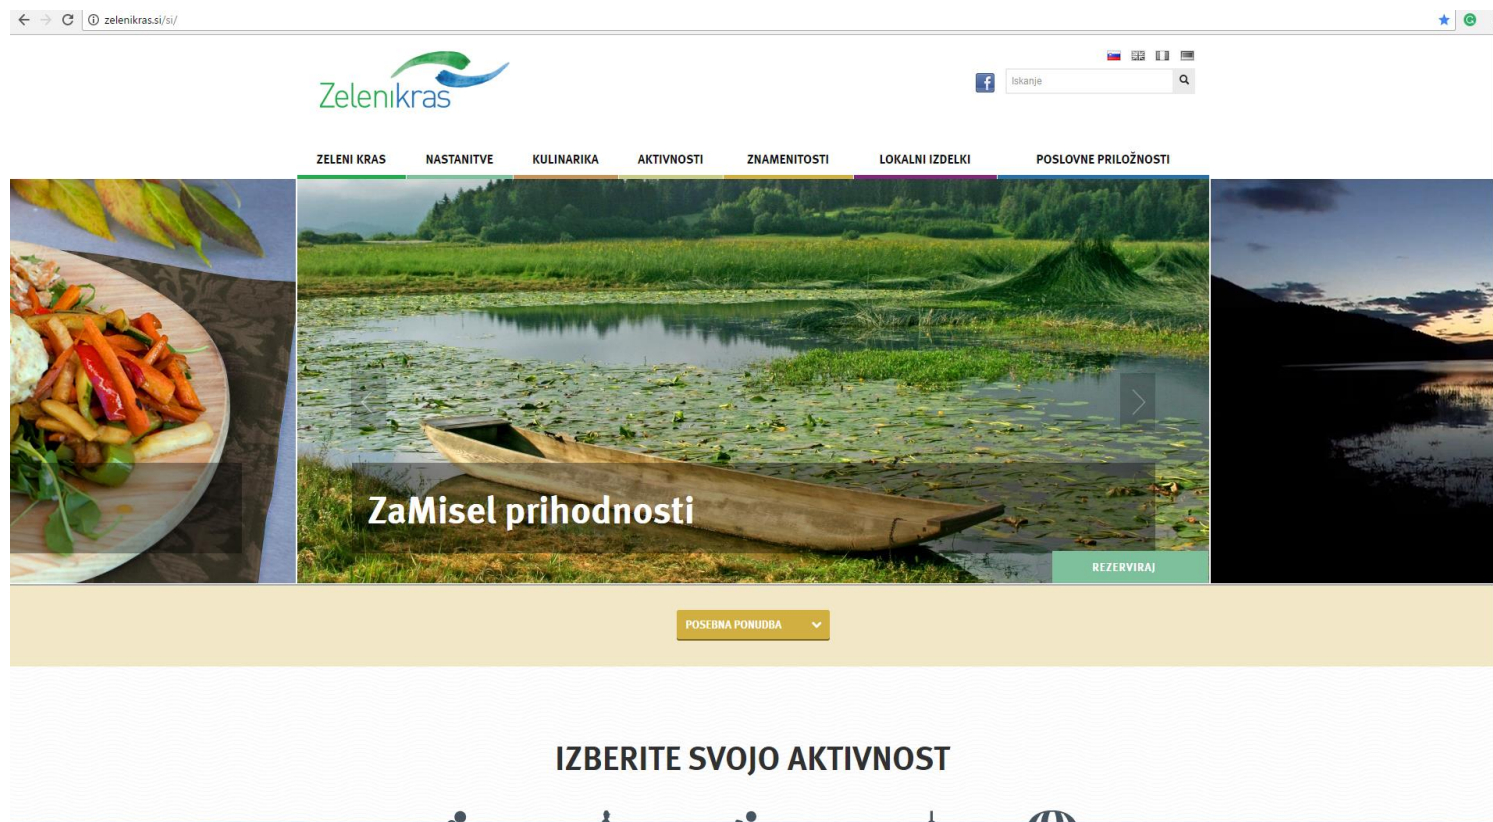 zelenikras.si/si/
Zelenikras
Iskanje
ZELENI KRAS NASTANITVE KULINARIKA AKTIVNOSTI ZNAMENITOSTI LOKALNI IZDELKI POSLOVNE PRILOŽNOSTI
ZaMisel prihodnosti
REZERVIRAJ
POSEBNA PONUDBA
IZBERITE SVOJO AKTIVNOST